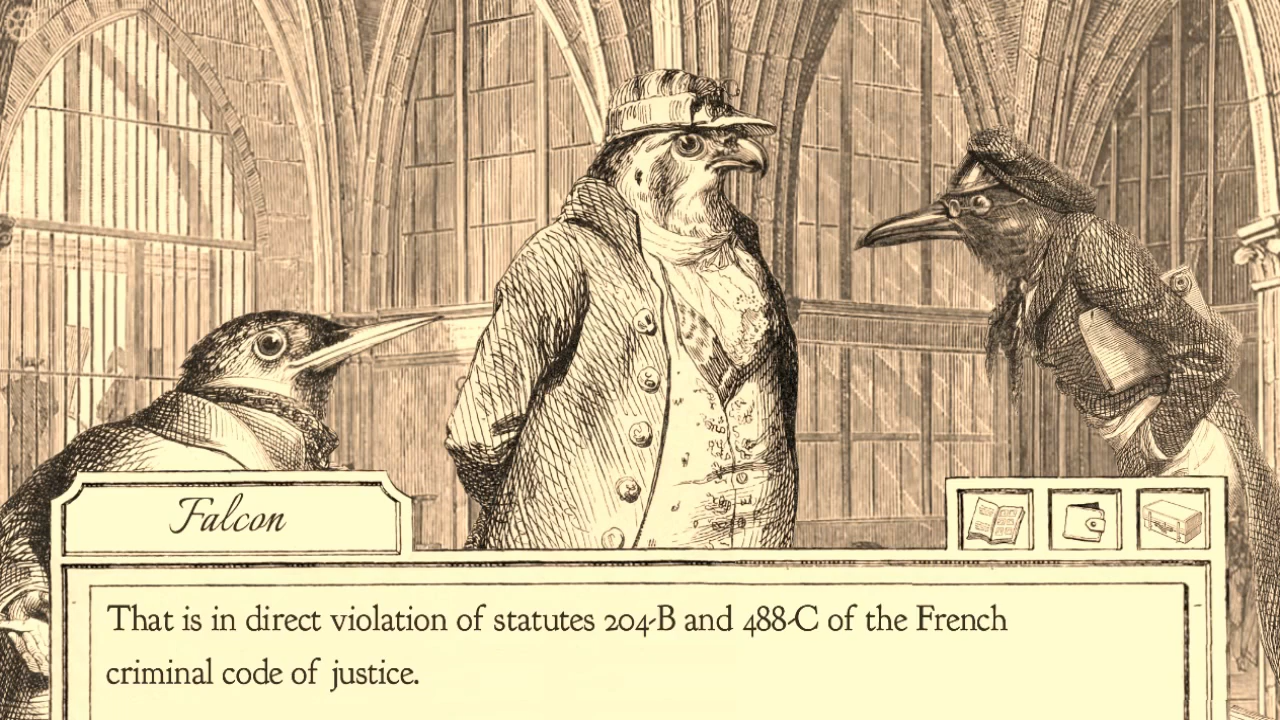 Falcon
That is in direct violation of statutes 204-B and 488-C of the French
criminal code of justice.